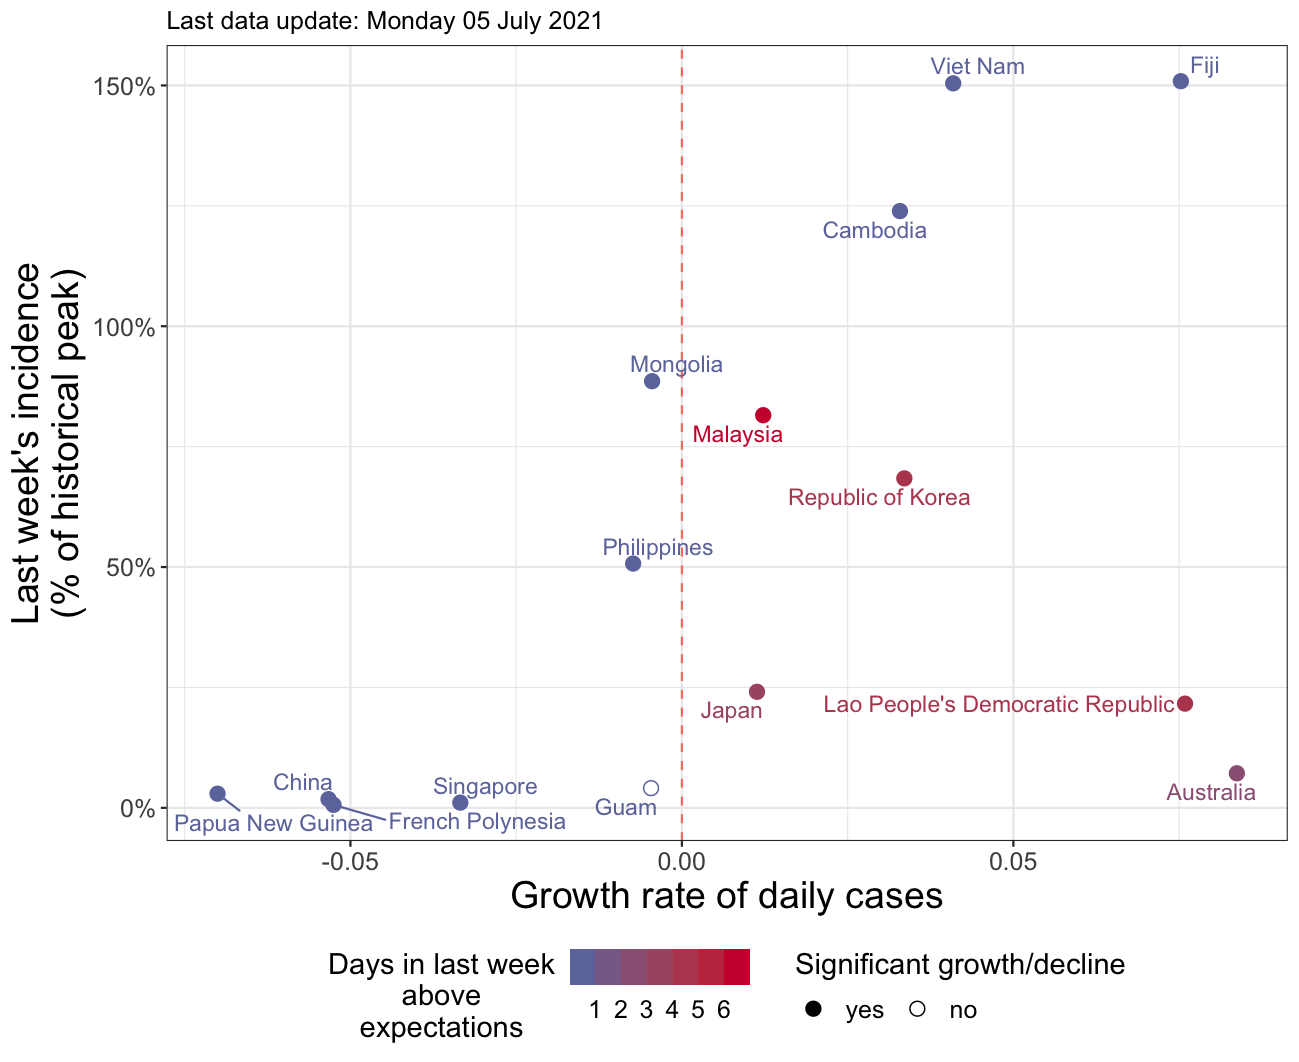 Last data update: Monday 05 July 2021
Last week's incidence
(% of historical peak)
150%
100%
50%
0%
Viet Nam
Fiji
Cambodia
Mongolia
Malaysia
Republic of Korea
Philippines
Japan
Lao People's Democratic Republic
China
Singapore
Guam
Australia
Papua New Guinea
French Polynesia
-0.05
0.00
0.05
Growth rate of daily cases
Days in last week
above
expectations
1 2 3 4 5 6
Significant growth/decline
yes
no